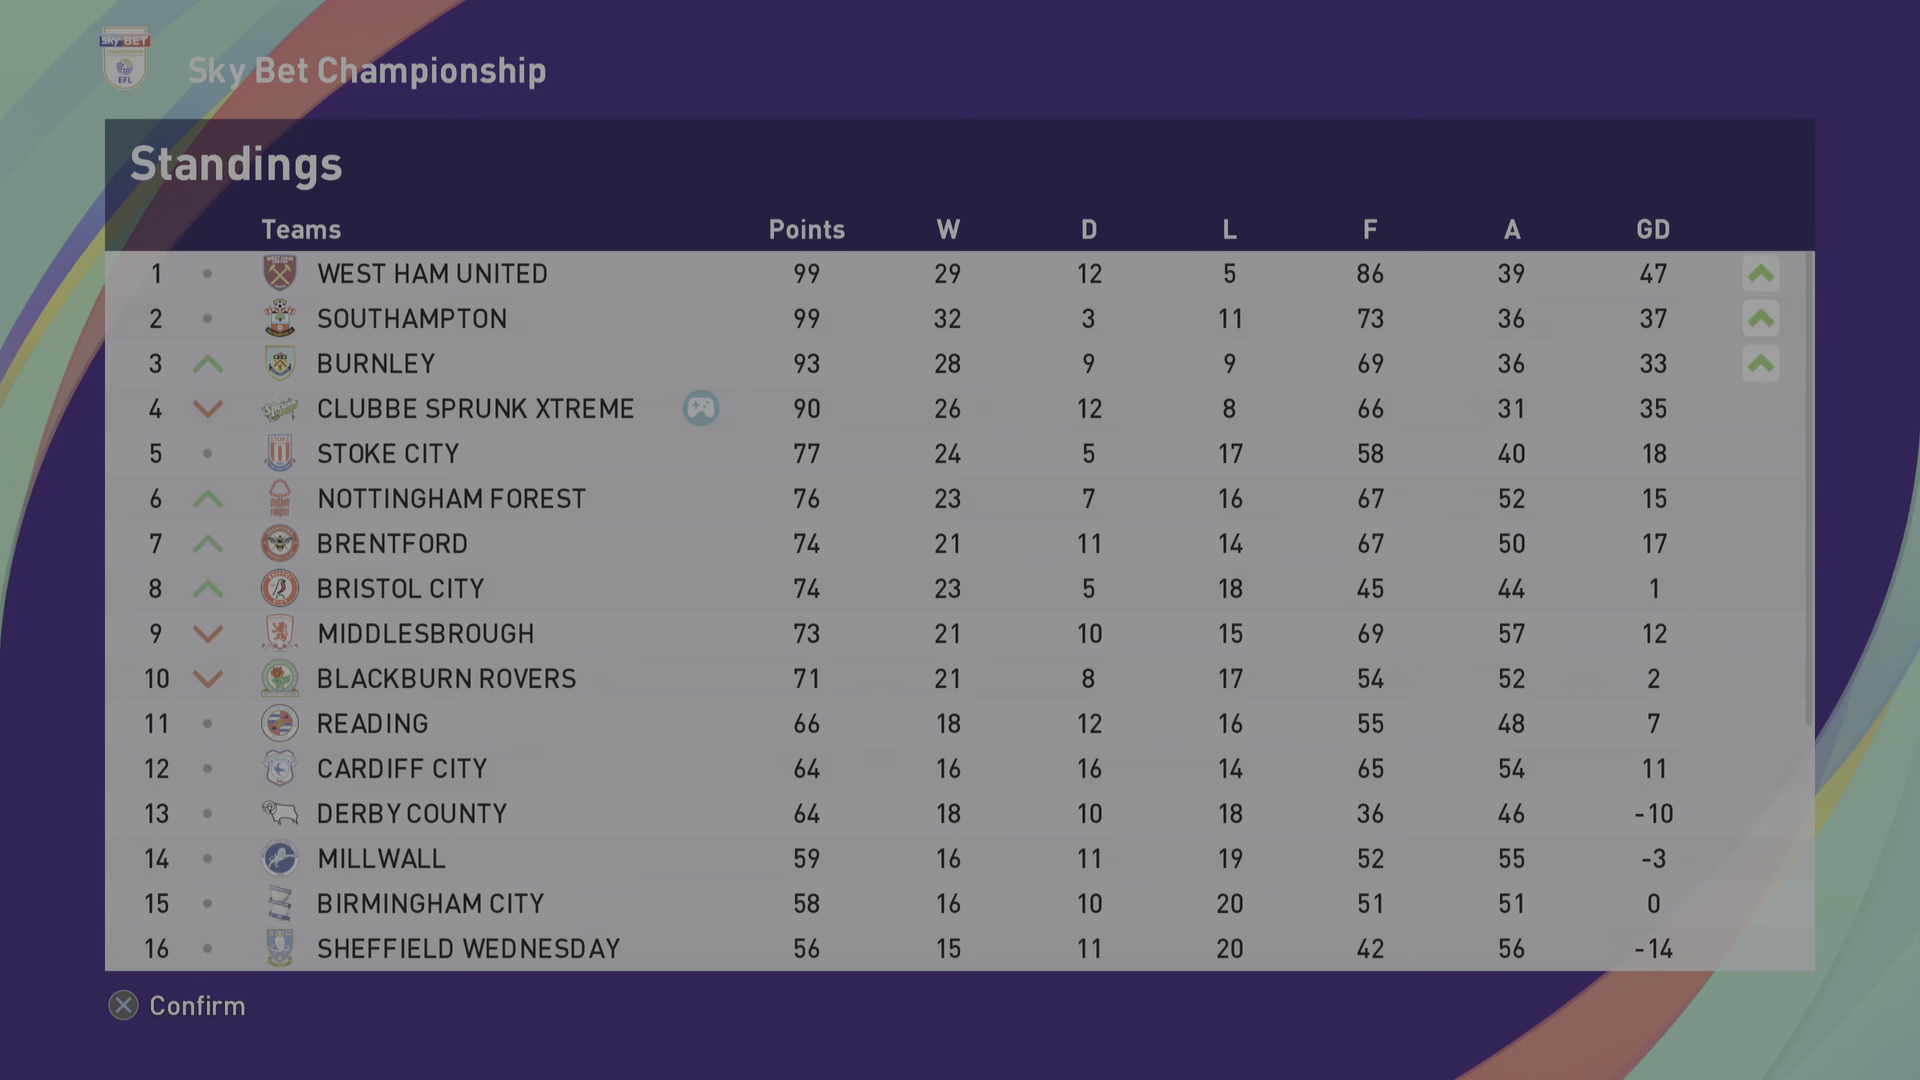 sky BET
EFL
Sky Bet Championship
Standings
Teams Points W D L F A GD
1 WEST HAM UNITED 99 29 12 5 86 39 47
2 SOUTHAMPTON 99 32 3 11 73 36 37
3 BURNLEY 93 28 9 9 69 36 33
4 CLUBBE SPRUNK XTREME 90 26 12 8 66 31 35
5 STOKE CITY 77 24 5 17 58 40 18
6 NOTTINGHAM FOREST 76 23 7 16 67 52 15
7 BRENTFORD 74 21 11 14 67 50 17
8 BRISTOL CITY 74 23 5 18 45 44 1
9 MIDDLESBROUGH 73 21 10 15 69 57 12
10 BLACKBURN ROVERS 71 21 8 17 54 52 2
11 READING 66 18 12 16 55 48 7
12 CARDIFF CITY 64 16 16 14 65 54 11
13 DERBY COUNTY 64 18 10 18 36 46 -10
14 MILLWALL 59 16 11 19 52 55 -3
15 BIRMINGHAM CITY 58 16 10 20 51 51 0
16 SHEFFIELD WEDNESDAY 56 15 11 20 42 56 -14
Confirm